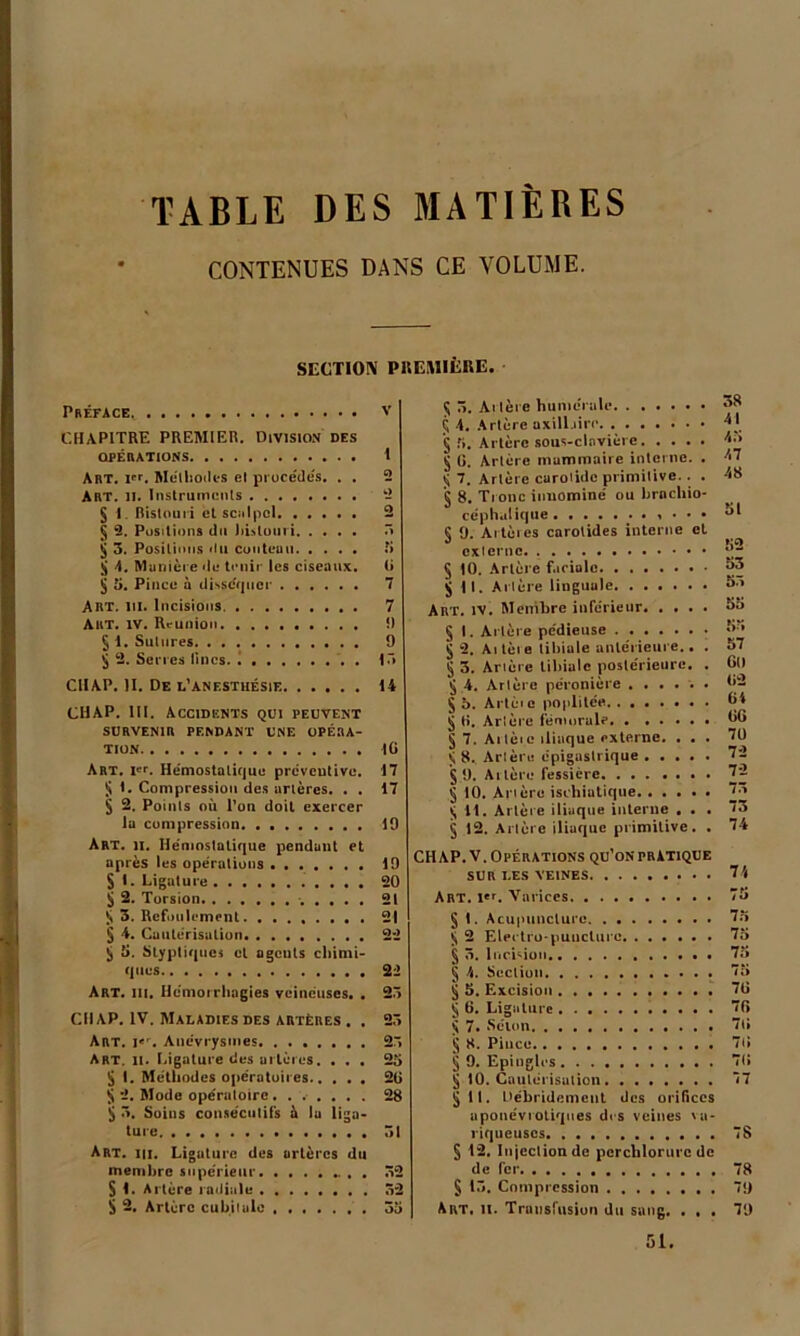 TABLE DES MATIÈRES
CONTENUES DANS CE VOLUME.
SECTION PREMIÈRE.
PRÉFACE. . . . . . . . . . . . . . . V
CHAPITRE PREMIER. DIVISION DES
OPÉRATIONS. . . . . . . . . . . . 1
ART. Ier. Méthodes et procédés. . . 2
ART. II. Instruments . . . . . . . . 2
§ 1. Bistouri et scalpel. . . . . . 2
§ 2. Positions du bistouri. . . . . 3
§ 3. Positions du couteau. . . . . 5
§ 4. Manière de tenir les ciseaux. 6
§ 5. Pince à disséquer . . . . . . 7
ART. III. Incisions. . . . . . . . . . 7
ART. IV. Réunion. . . . . . . . . . 9
§ 1. Sutures. . . . . . . . . . . . 9
§ 2. Serres fines. . . . . . . . . . 13
CHAP. II. DE L'ANESTHÉSIE. . . . . . 14
CHAP. III. ACCIDENTS QUI PEUVENT
SURVENIR PENDANT UNE OPÉRA-
TION. . . . . . . . . . . . . . . 16
ART. Ier. Hémostatique préventive. 17
§ 1. Compression des artères. . . 17
§ 2. Points où l'on doit exercer
la compression. . . . . . . . . 19
ART. II. Hémostatique pendant et
après les opérations . . . . . . . 19
§ 1. Ligature . . . . . . . . . . . 20
§ 2. Torsion. . . . . . . . . . . . 21
§ 3. Refoulement. . . . . . . . . 21
§ 4. Cautérisation. . . . . . . . . 22
§ 5. Styptiques et agents chimi-
ques. . . . . . . . . . . . . . . 22
ART. III. Hémorrhagies veineuses. . 23
CHAP. IV. MALADIES DES ARTÈRES . . 23
ART. Ier. Anévrysmes. . . . . . . . 23
ART. II. Ligature des artères. . . . 25
§ 1. Méthodes opératoires. . . . . 26
§ 2. Mode opératoire. . . . . . . 28
§ 3. Soins consécutifs à la liga-
ture. . . . . . . . . . . . . . . 31
ART. III. Ligature des artères du
membre supérieur. . . . . . . . . 32
§ 1. Artère radiale . . . . . . . . 32
§ 2. Artère cubitale . . . . . . . 35
§ 3. Artère humérale. . . . . . . 38
§ 4. Artère axillaire. . . . . . . . 41
§ 5. Artère sous-clavière. . . . . 45
§ 6. Artère mammaire interne. . 47
§ 7. Artère carotide primitive. . . 48
§ 8. Tronc innominé ou brachio-
céphalique . . . . . . . . . . . 51
§ 9. Artères carotides interne et
externe. . . . . . . . . . . . . 52
§ 10. Artère faciale. . . . . . . . 53
§ 11. Artère linguale. . . . . . . 53
ART. IV. Membre inférieur. . . . . 55
§ 1. Artère pédieuse . . . . . . . 55
§ 2. Artère tibiale antérieure. . . 57
§ 3. Artère tibiale postérieure. . 60
§ 4. Artère péronière . . . . . . 62
§ 5. Artère poplitée. . . . . . . . 64
§ 6. Artère fémorale. . . . . . . 66
§ 7. Artère iliaque externe. . . . 70
§ 8. Artère épigastrique . . . . . 72
§ 9. Artère fessière. . . . . . . . 72
§ 10. Artère ischiatique. . . . . . 73
§ 11. Artère iliaque interne . . . 73
§ 12. Artère iliaque primitive. . 74
CHAP. V. OPÉRATIONS QU'ON PRATIQUE
SUR LES VEINES. . . . . . . . . 74
ART. Ier. Varices. . . . . . . . . . 75
§ 1. Acupuncture. . . . . . . . . 75
§ 2 Electro-puncture. . . . . . . 75
§ 3. Incision. . . . . . . . . . . . 75
§ 4. Section. . . . . . . . . . . . 75
§ 5. Excision . . . . . . . . . . . 76
§ 6. Ligature . . . . . . . . . . . 76
§ 7. Séton. . . . . . . . . . . . . 76
§ 8. Pince. . . . . . . . . . . . . 76
§ 9. Epingles. . . . . . . . . . . 76
§ 10. Cautérisation. . . . . . . . 77
§ 11. Débridement des orifices
aponévrotiques des veines va-
riqueuses. . . . . . . . . . . . 78
§ 12. Injection de perchlorure de
de fer. . . . . . . . . . . . . . 78
§ 13. Compression . . . . . . . . 79
ART. II. Transfusion du sang. . . . 79
51.